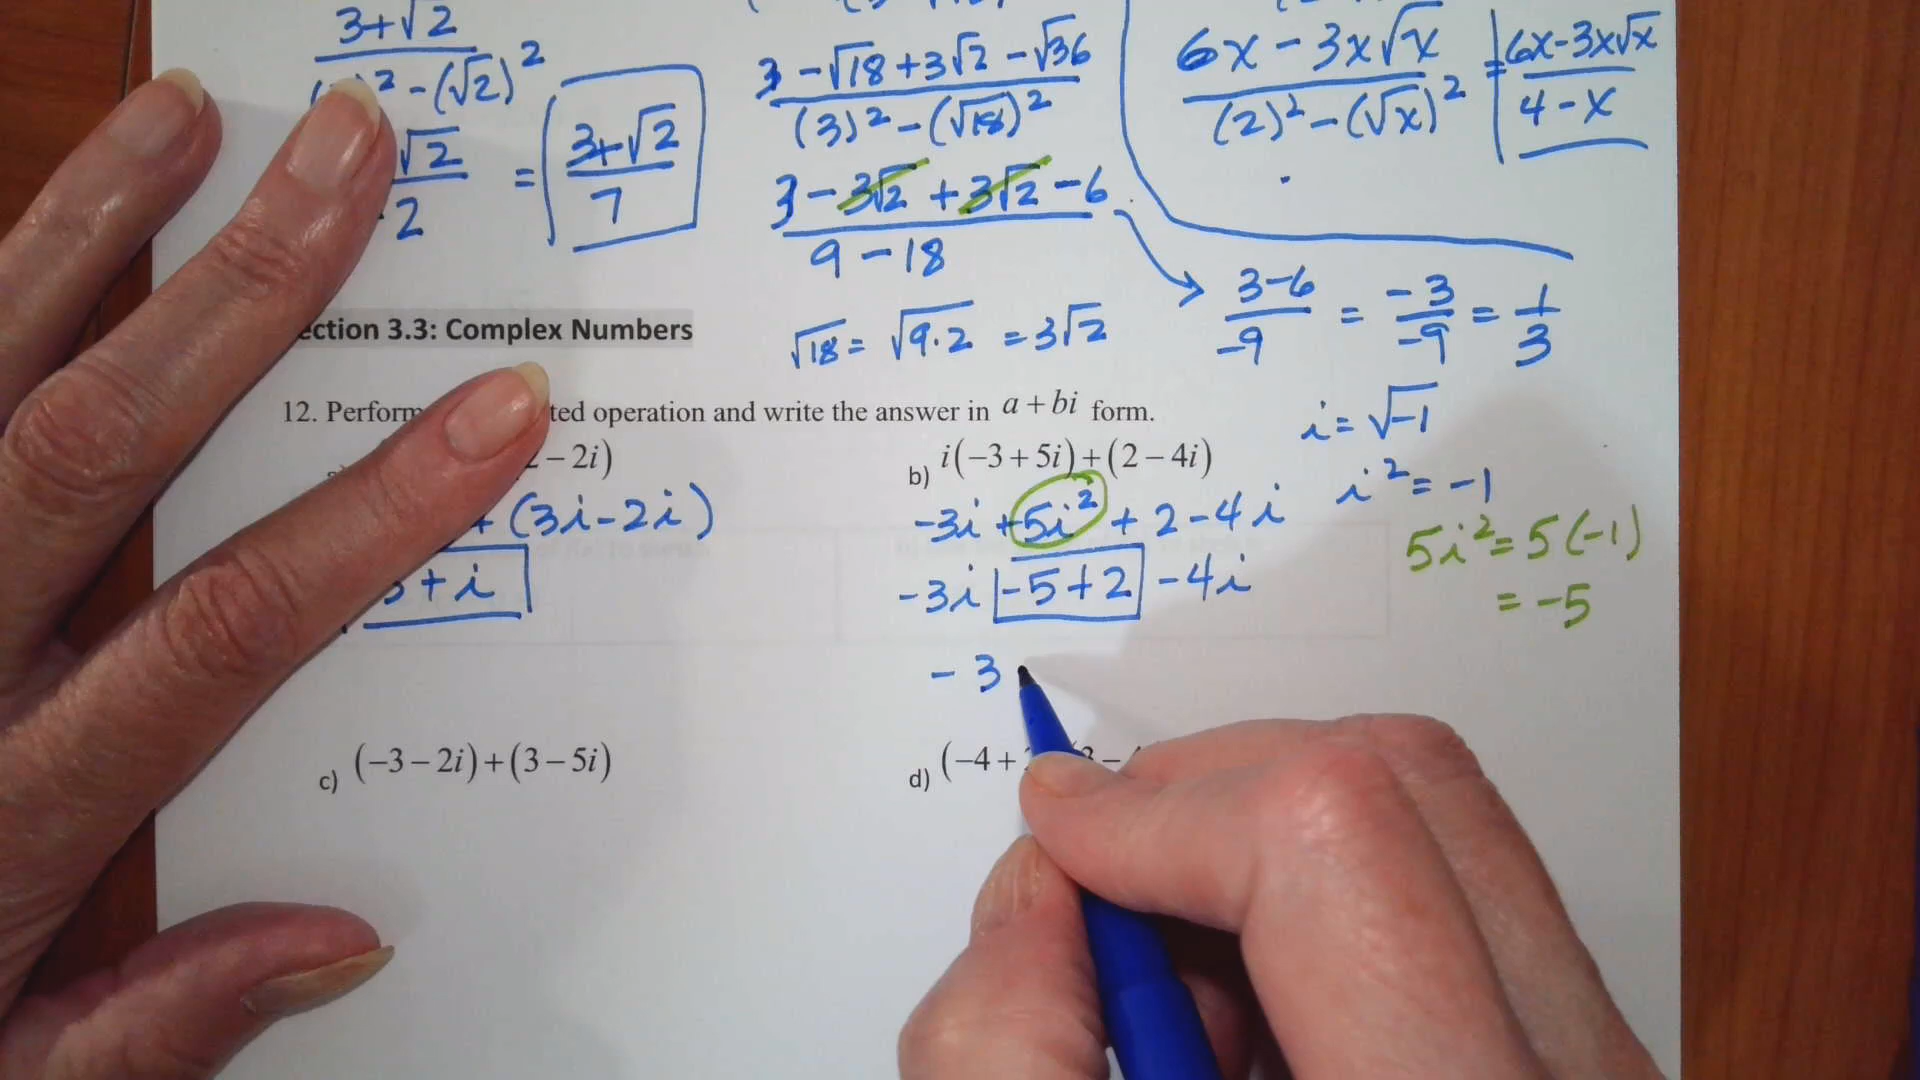 3+√2
)² - (√2)²
√2
2
= 3+√2
7
3 - √18 + 3√2 - √36
(3)² - (√18)²
3 - 3√2 + 3√2 - 6
9 - 18
√18 = √9·2 = 3√2
6x - 3x√x
(2)² - (√x)²
= 6x - 3x√x
4 - x
3-6
-9
= -3
-9
= 1
3
ction 3.3: Complex Numbers
12. Perform ted operation and write the answer in a + bi form.
i = √-1
i² = -1
5i² = 5(-1)
= -5
- 2i)
+ (3i - 2i)
+ i
b) i(-3 + 5i) + (2 - 4i)
-3i + 5i² + 2 - 4i
-3i -5+2 -4i
- 3
c) (-3 - 2i) + (3 - 5i)
d) (-4 +